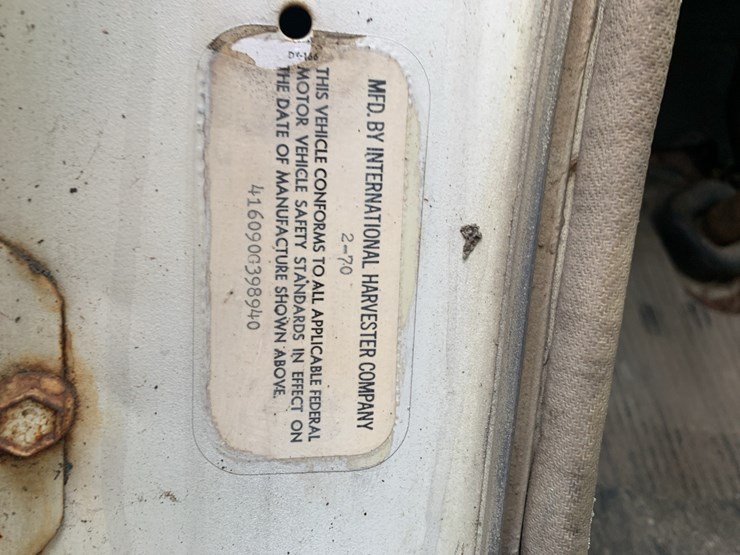 MFD. BY INTERNATIONAL HARVESTER COMPANY
2-70
THIS VEHICLE CONFORMS TO ALL APPLICABLE FEDERAL
MOTOR VEHICLE SAFETY STANDARDS IN EFFECT ON
THE DATE OF MANUFACTURE SHOWN ABOVE.
416090G398940